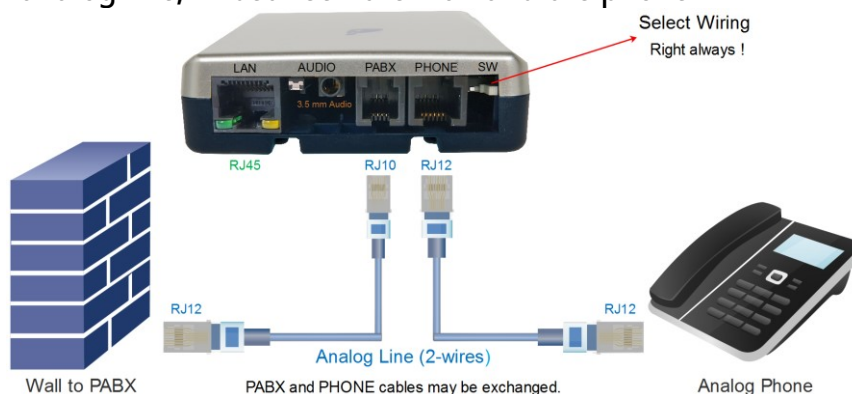 Select Wiring
Right always !
LAN AUDIO PABX PHONE SW
3.5 mm Audio
RJ45 RJ10 RJ12
RJ12 RJ12
Analog Line (2-wires)
Wall to PABX PABX and PHONE cables may be exchanged. Analog Phone